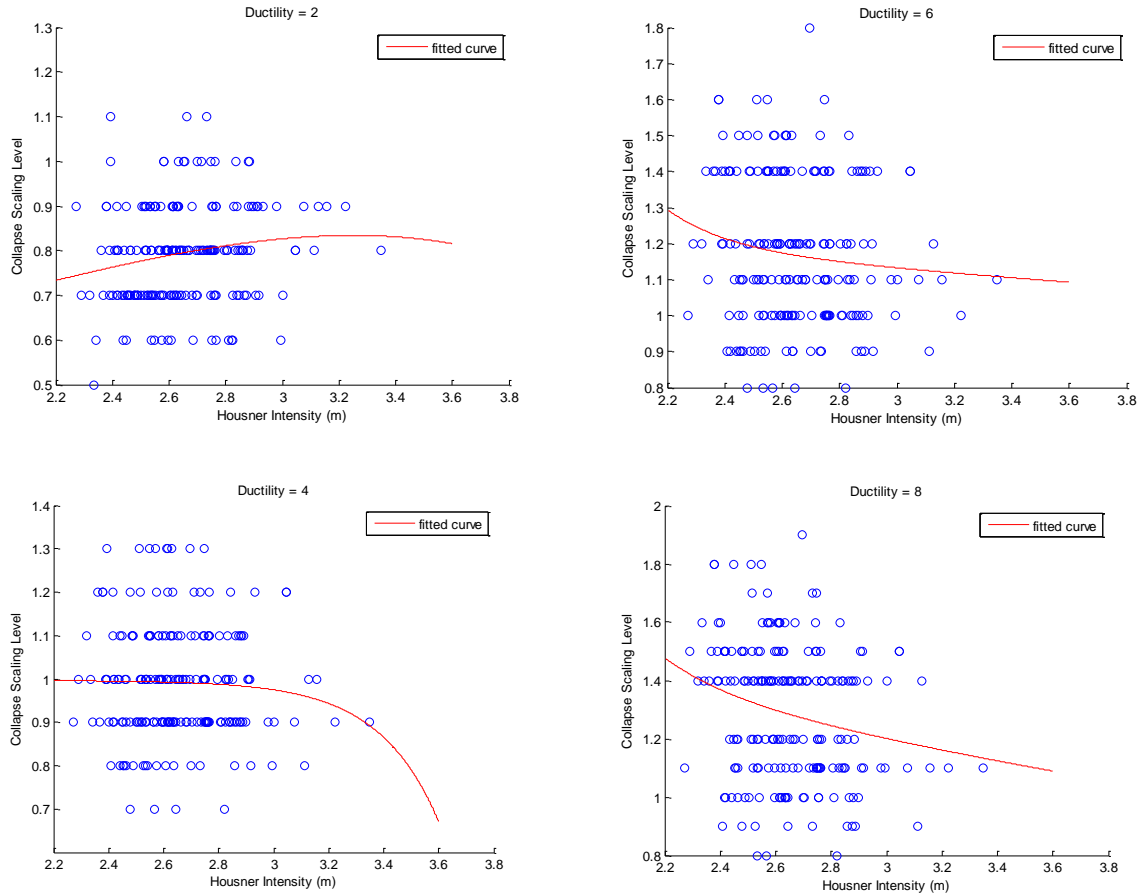 Ductility = 2
1.3
1.2
1.1
1
0.9
0.8
0.7
0.6
0.5
2.2 2.4 2.6 2.8 3 3.2 3.4 3.6 3.8
Housner Intensity (m)
Collapse Scaling Level
fitted curve
Ductility = 6
1.8
1.7
1.6
1.5
1.4
1.3
1.2
1.1
1
0.9
0.8
2.2 2.4 2.6 2.8 3 3.2 3.4 3.6 3.8
Housner Intensity (m)
Collapse Scaling Level
fitted curve
Ductility = 4
1.4
1.3
1.2
1.1
1
0.9
0.8
0.7
2.2 2.4 2.6 2.8 3 3.2 3.4 3.6 3.8
Housner Intensity (m)
Collapse Scaling Level
fitted curve
Ductility = 8
2
1.8
1.6
1.4
1.2
1
0.8
2.2 2.4 2.6 2.8 3 3.2 3.4 3.6 3.8
Housner Intensity (m)
Collapse Scaling Level
fitted curve